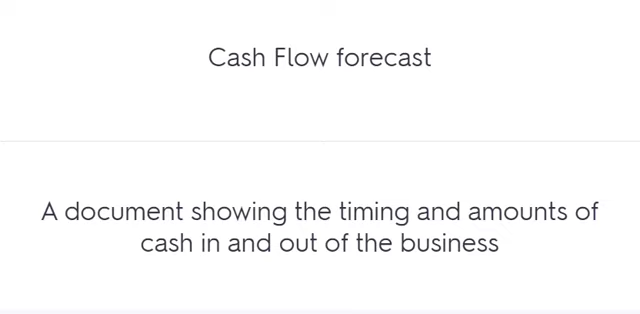 Cash Flow forecast
A document showing the timing and amounts of
cash in and out of the business